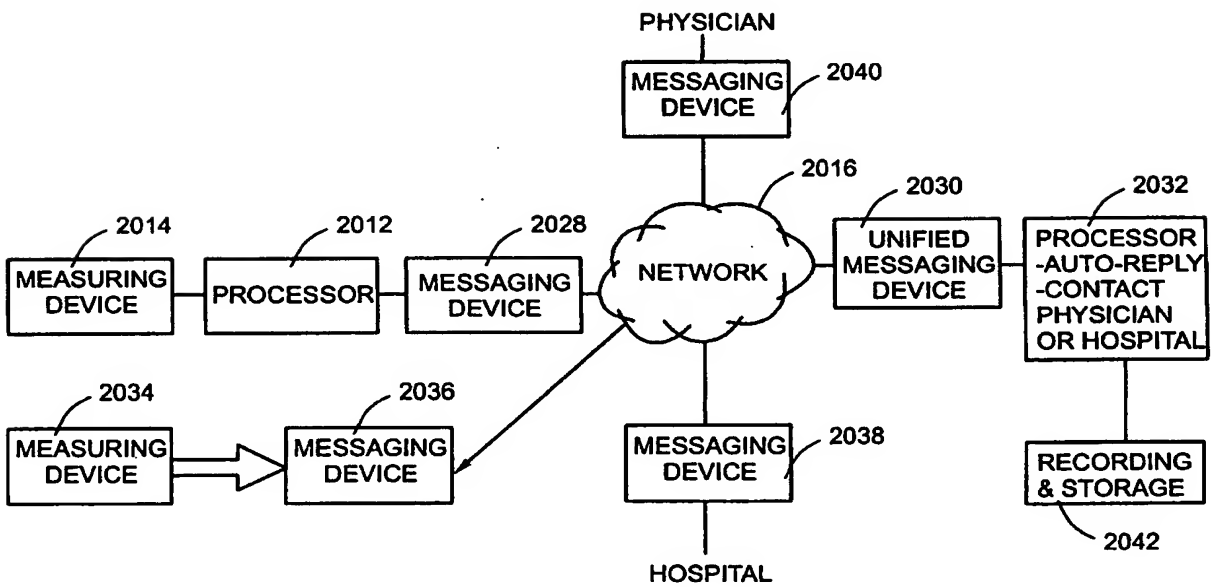 PHYSICIAN
MESSAGING
DEVICE
2040
2016
2030
2032
2014
2012
2028
MEASURING
DEVICE
PROCESSOR
MESSAGING
DEVICE
NETWORK
UNIFIED
MESSAGING
DEVICE
PROCESSOR
-AUTO-REPLY
-CONTACT
PHYSICIAN
OR HOSPITAL
2034
2036
MEASURING
DEVICE
MESSAGING
DEVICE
MESSAGING
DEVICE
2038
RECORDING
& STORAGE
2042
HOSPITAL